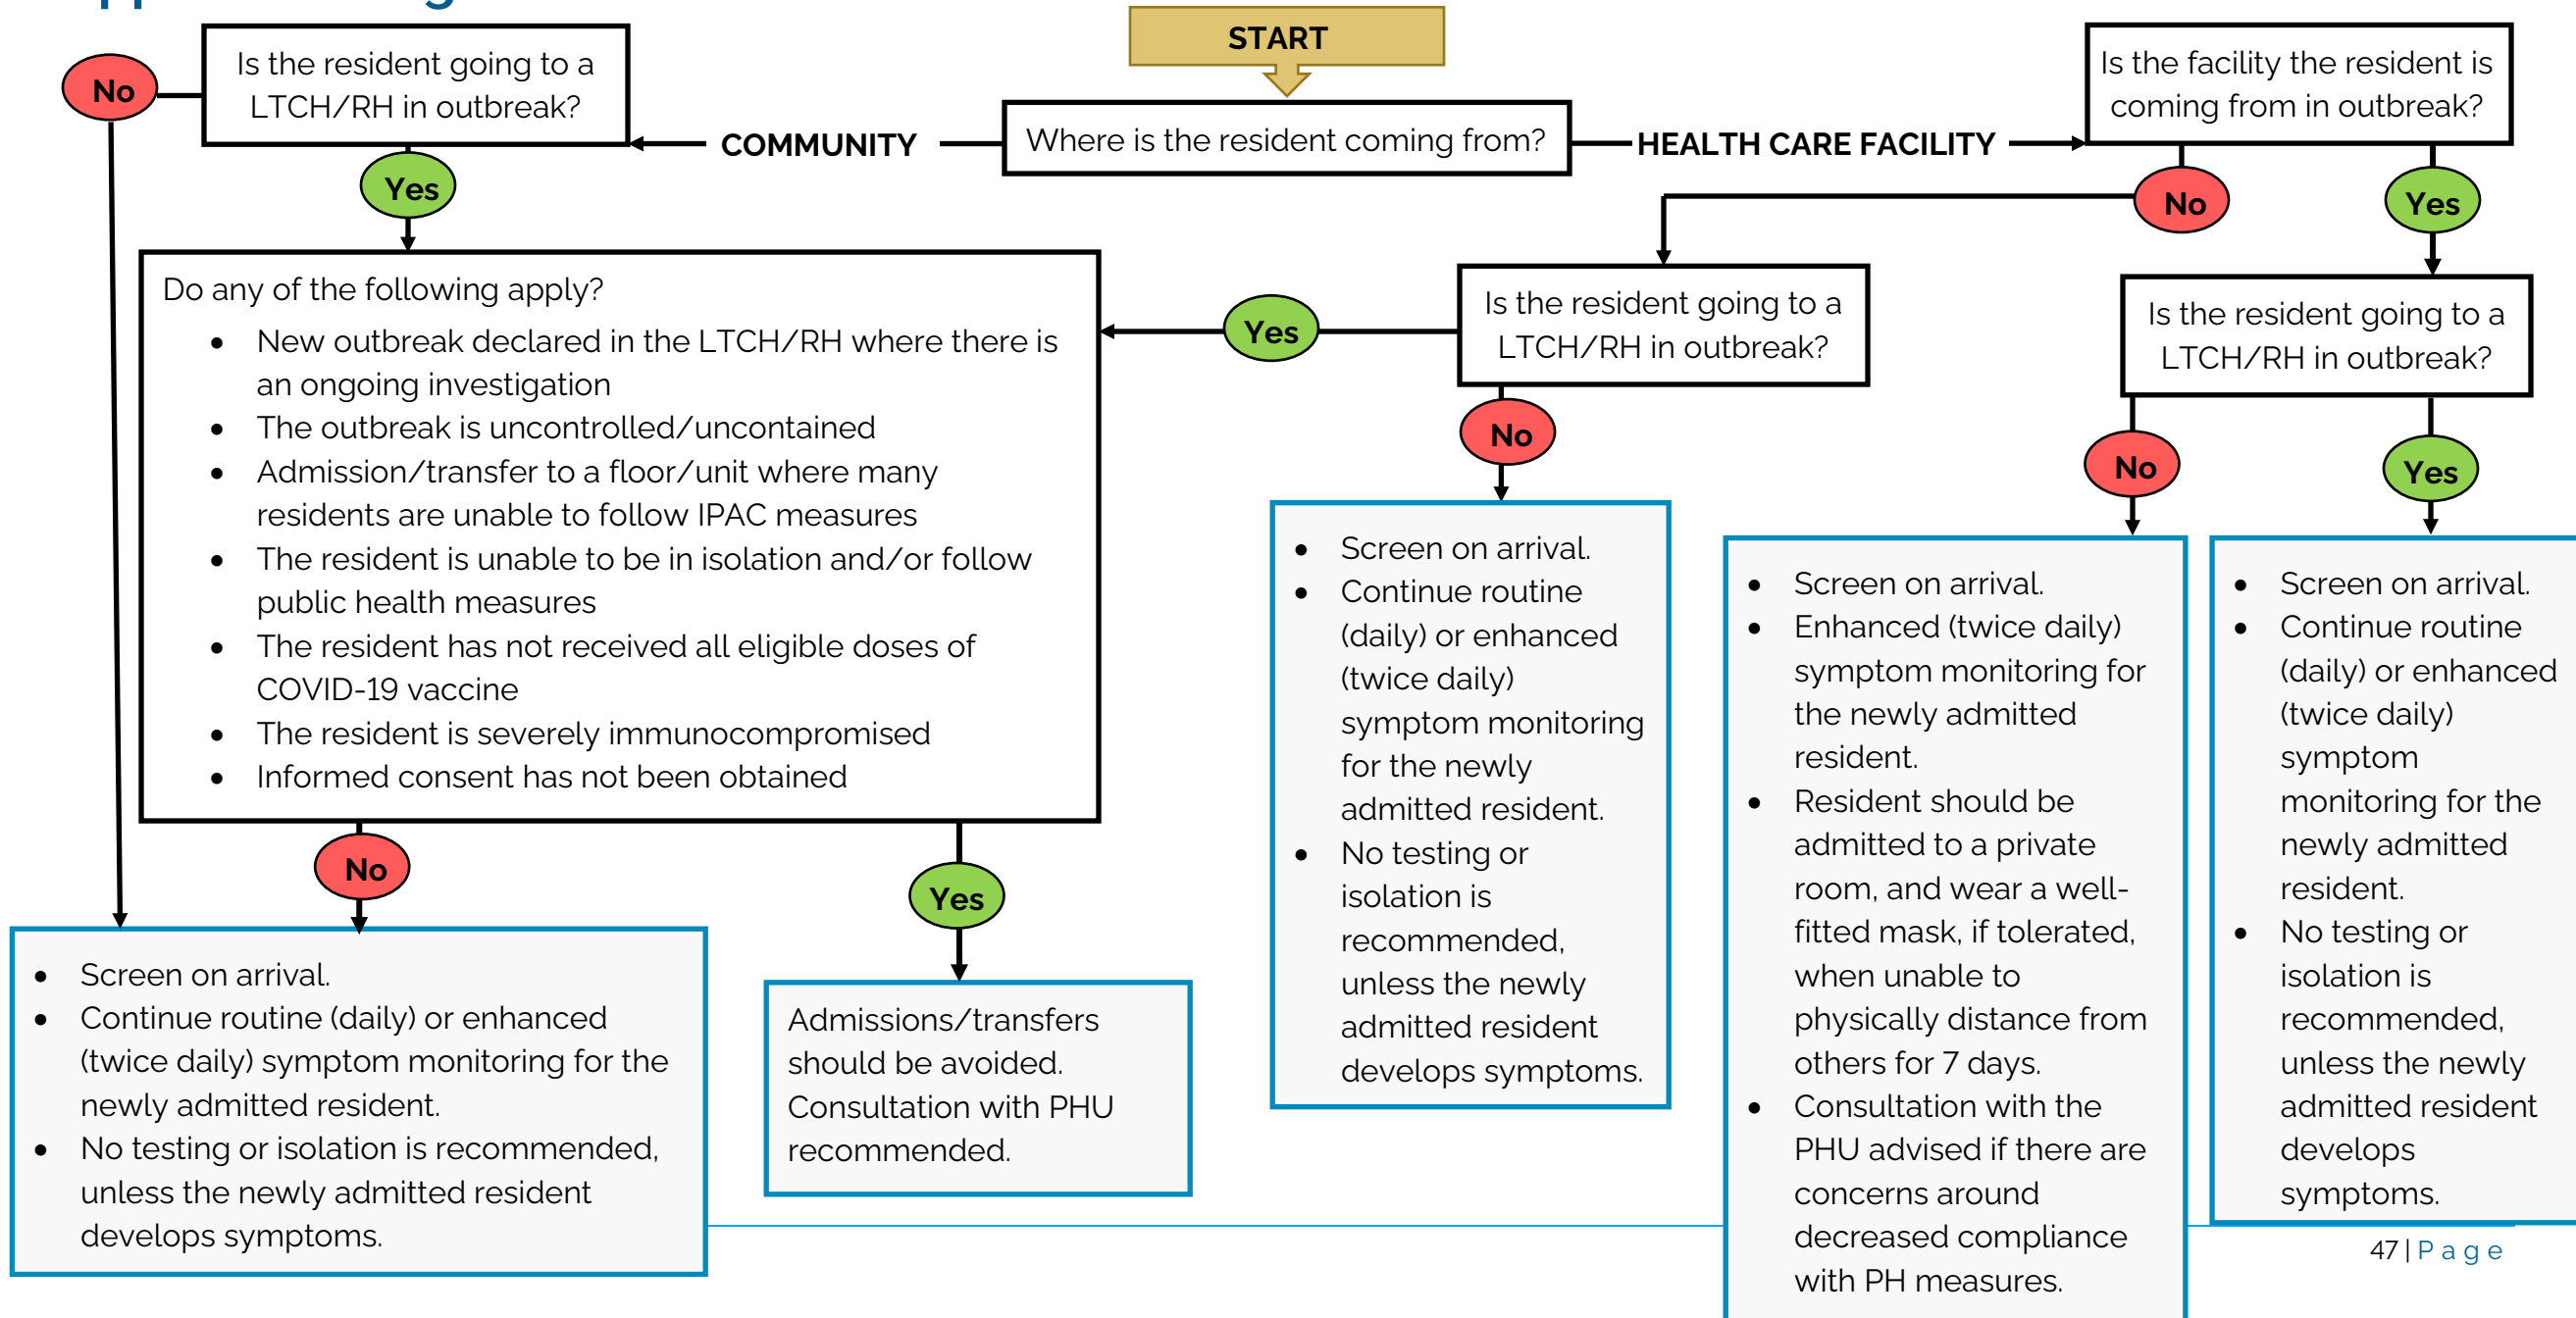 START
Where is the resident coming from?
COMMUNITY
HEALTH CARE FACILITY
Is the resident going to a
LTCH/RH in outbreak?
No
Yes
Do any of the following apply?
• New outbreak declared in the LTCH/RH where there is
an ongoing investigation
• The outbreak is uncontrolled/uncontained
• Admission/transfer to a floor/unit where many
residents are unable to follow IPAC measures
• The resident is unable to be in isolation and/or follow
public health measures
• The resident has not received all eligible doses of
COVID-19 vaccine
• The resident is severely immunocompromised
• Informed consent has not been obtained
No
Yes
• Screen on arrival.
• Continue routine (daily) or enhanced
(twice daily) symptom monitoring for the
newly admitted resident.
• No testing or isolation is recommended,
unless the newly admitted resident
develops symptoms.
Admissions/transfers
should be avoided.
Consultation with PHU
recommended.
Is the facility the resident is
coming from in outbreak?
No
Yes
Is the resident going to a
LTCH/RH in outbreak?
Yes
No
• Screen on arrival.
• Continue routine
(daily) or enhanced
(twice daily)
symptom monitoring
for the newly
admitted resident.
• No testing or
isolation is
recommended,
unless the newly
admitted resident
develops symptoms.
Is the resident going to a
LTCH/RH in outbreak?
No
Yes
• Screen on arrival.
• Enhanced (twice daily)
symptom monitoring for
the newly admitted
resident.
• Resident should be
admitted to a private
room, and wear a well-
fitted mask, if tolerated,
when unable to
physically distance from
others for 7 days.
• Consultation with the
PHU advised if there are
concerns around
decreased compliance
with PH measures.
• Screen on arrival.
• Continue routine
(daily) or enhanced
(twice daily)
symptom
monitoring for the
newly admitted
resident.
• No testing or
isolation is
recommended,
unless the newly
admitted resident
develops
symptoms.
47 | Page